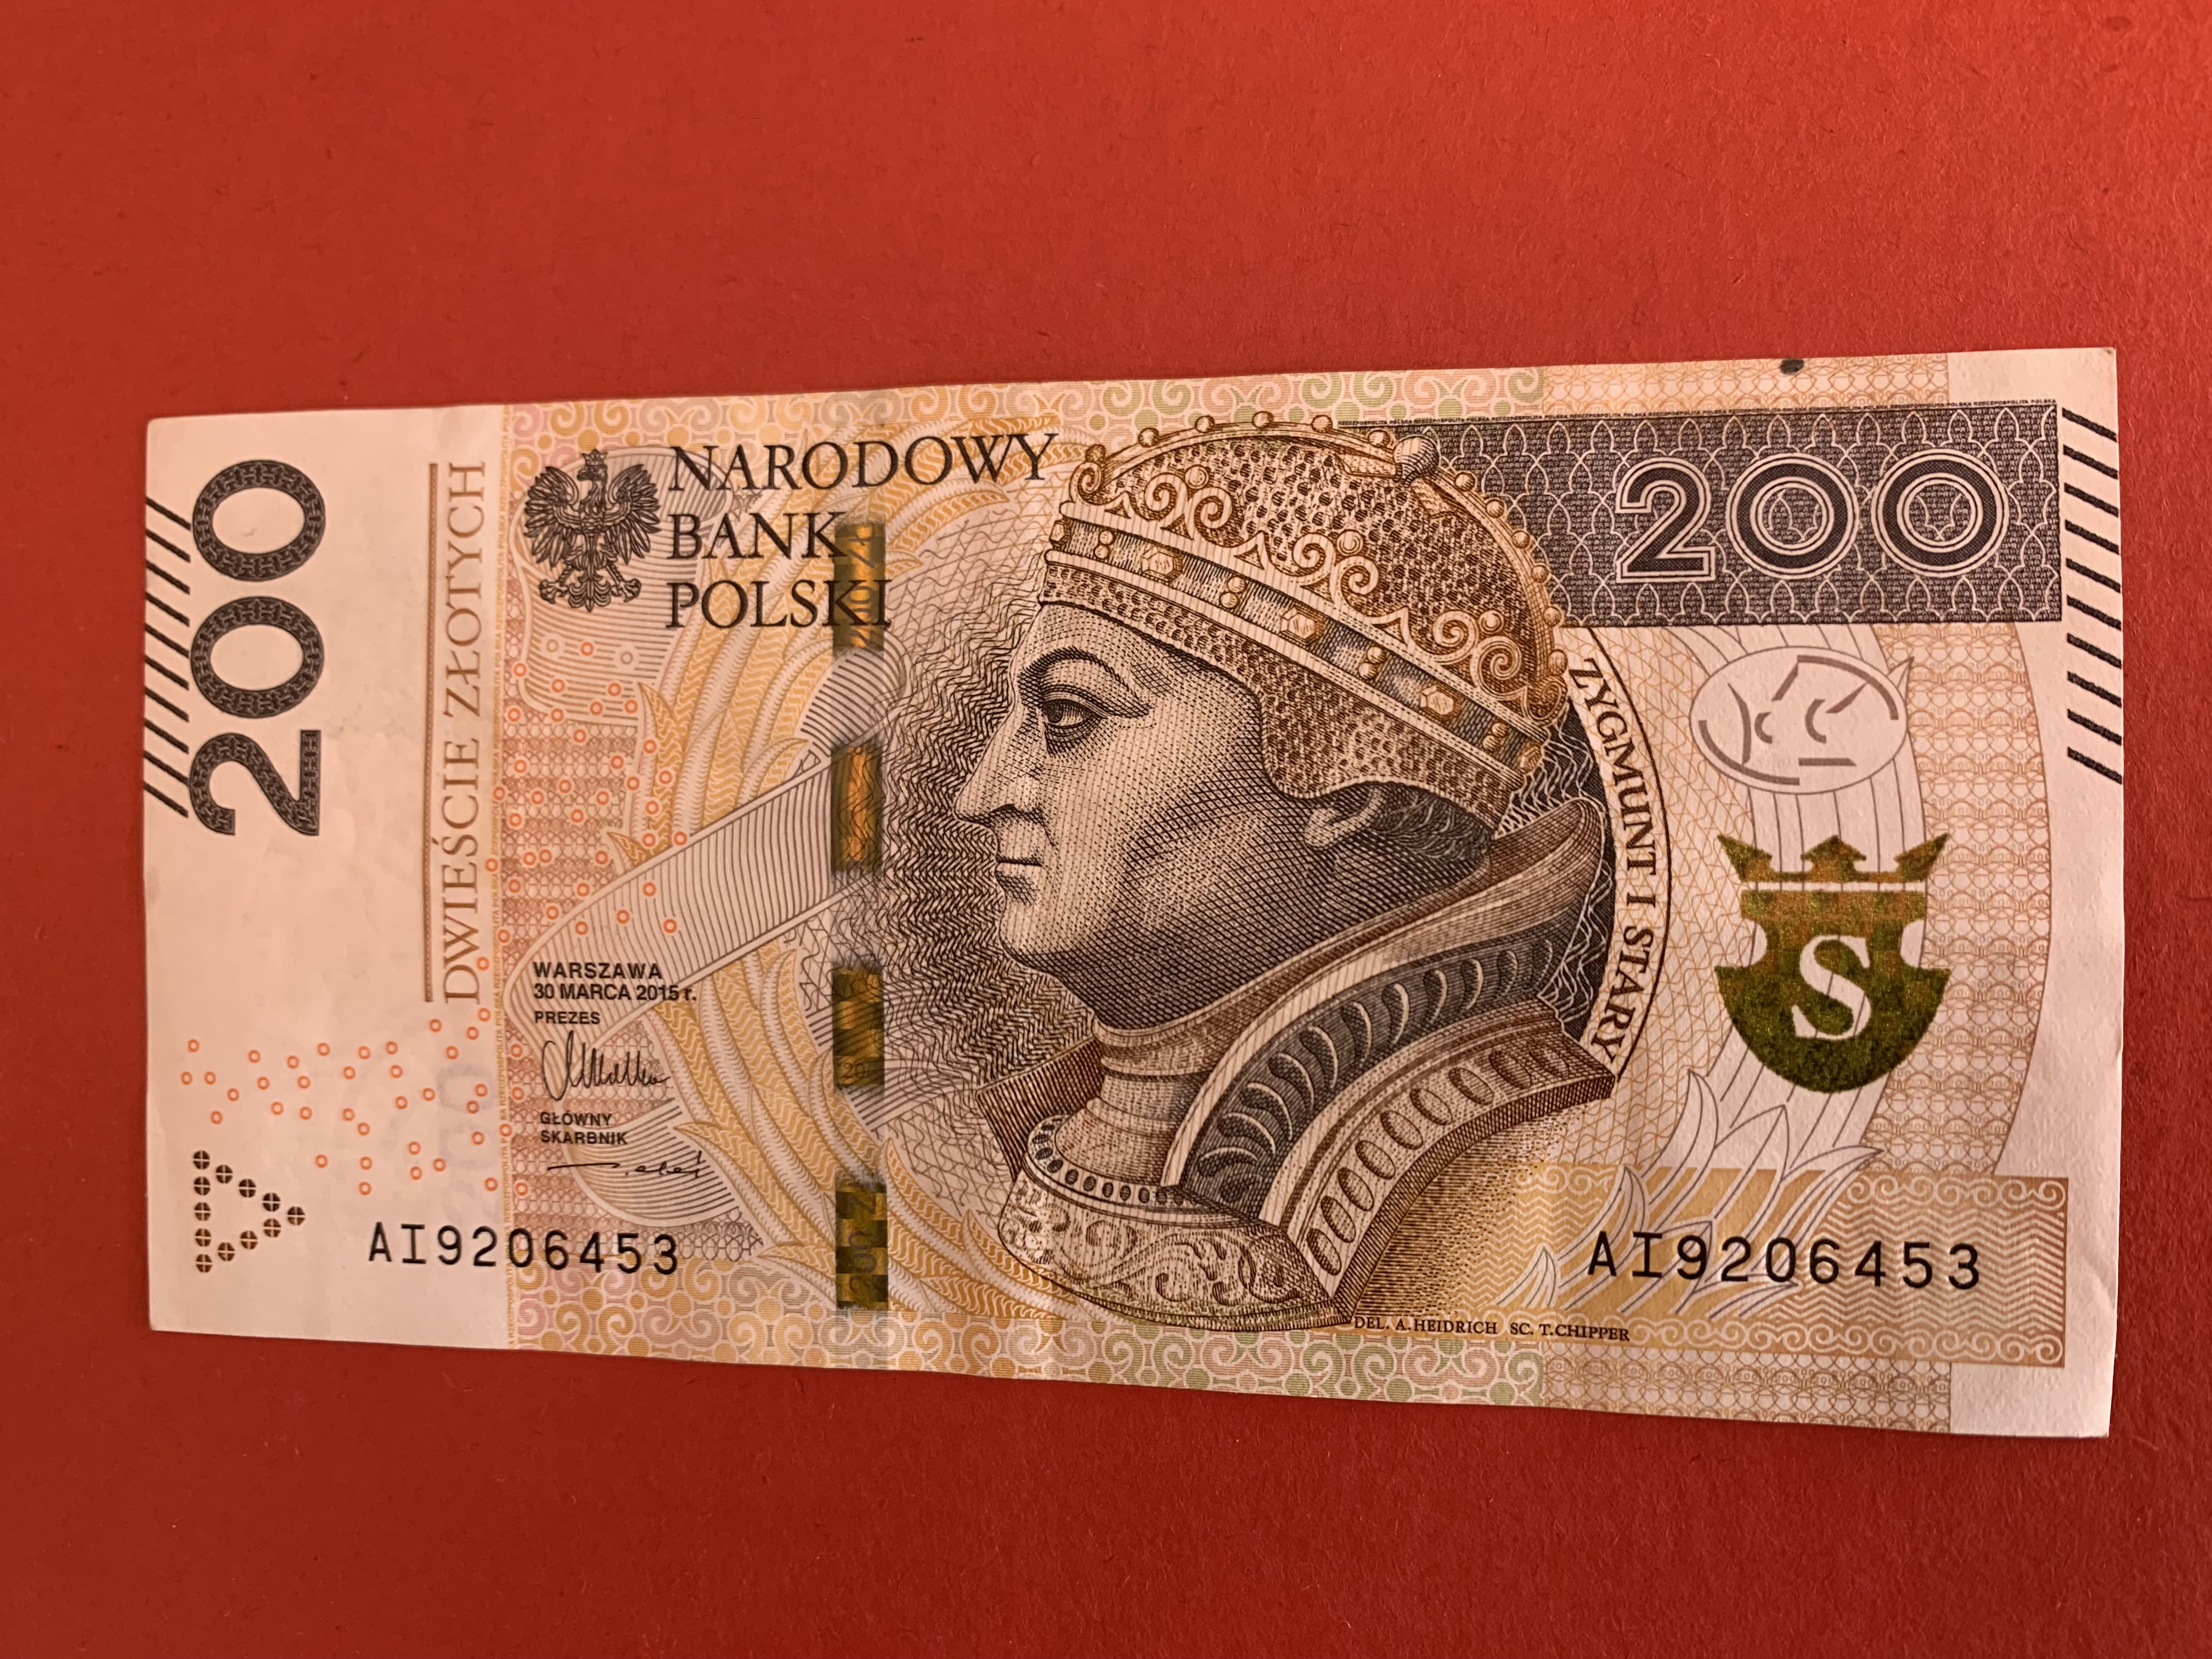 200
DWIEŚCIE ZŁOTYCH
NARODOWY
BANK
POLSKI
200
ZYGMUNT I STARY
S
WARSZAWA
30 MARCA 2015 r.
PREZES
GŁÓWNY
SKARBNIK
AI9206453
AI9206453
DEL. A. HEIDRICH SC. T. CHIPPER